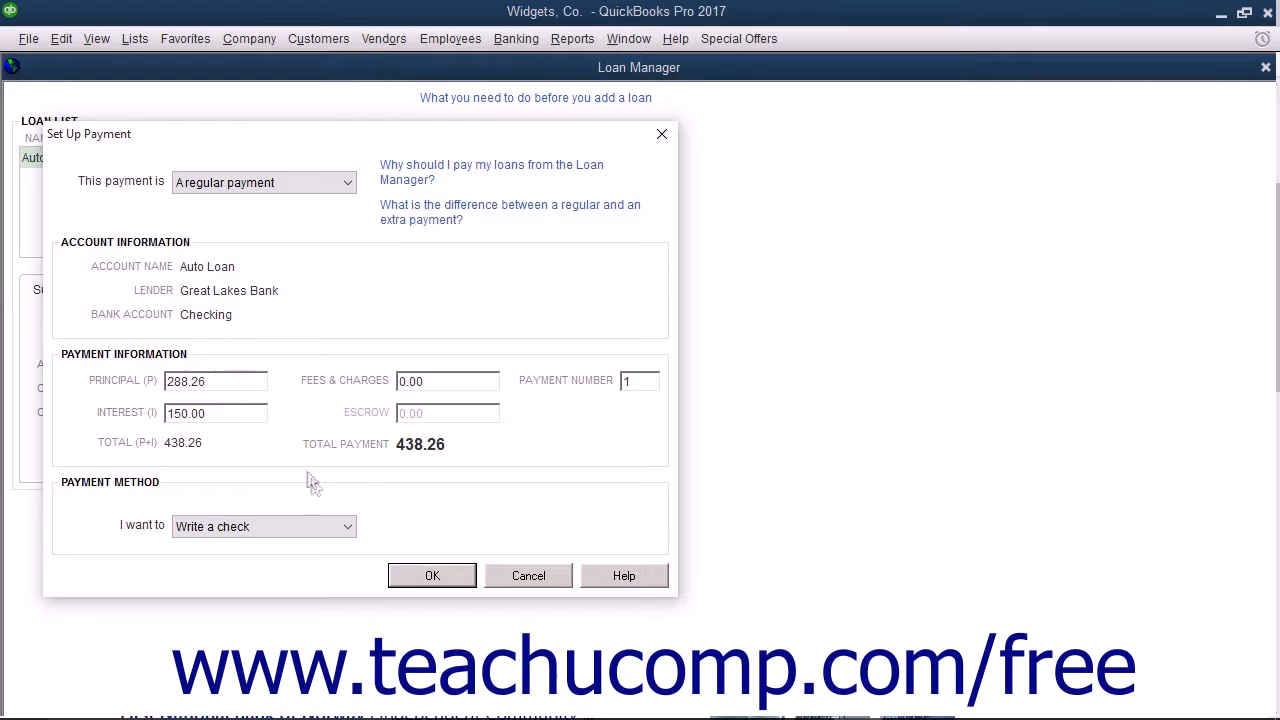 qb
Widgets, Co. - QuickBooks Pro 2017
File Edit View Lists Favorites Company Customers Vendors Employees Banking Reports Window Help Special Offers
Loan Manager
What you need to do before you add a loan
LOAN LIST
Set Up Payment
This payment is A regular payment
Why should I pay my loans from the Loan
Manager?
What is the difference between a regular and an
extra payment?
ACCOUNT INFORMATION
ACCOUNT NAME Auto Loan
LENDER Great Lakes Bank
BANK ACCOUNT Checking
PAYMENT INFORMATION
PRINCIPAL (P) 288.26 FEES & CHARGES 0.00 PAYMENT NUMBER 1
INTEREST (I) 150.00 ESCROW 0.00
TOTAL (P+I) 438.26 TOTAL PAYMENT 438.26
PAYMENT METHOD
I want to Write a check
OK Cancel Help
www.teachucomp.com/free